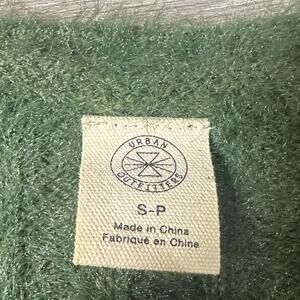 URBAN
OUTFITTERS
S-P
Made in China
Fabriqué en Chine